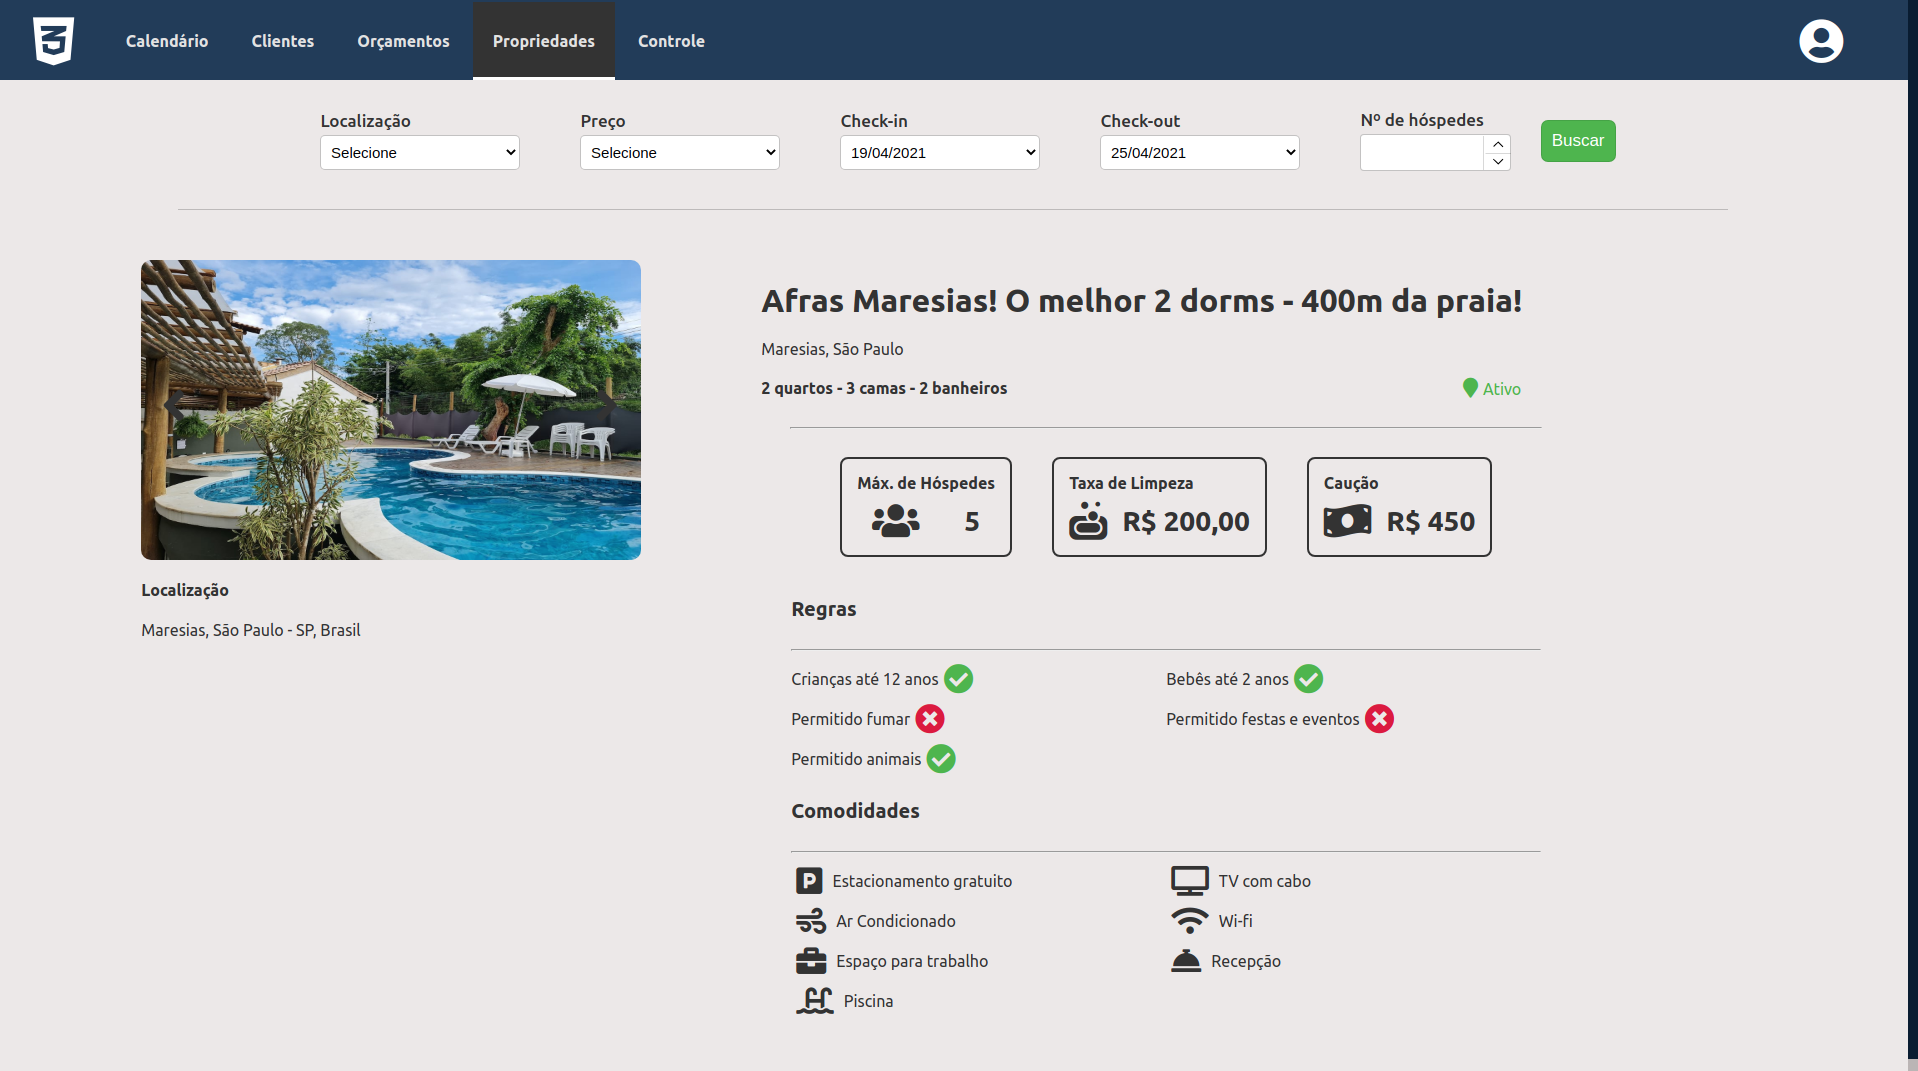 Calendário Clientes Orçamentos Propriedades Controle
Localização Preço Check-in Check-out Nº de hóspedes
Selecione Selecione 19/04/2021 25/04/2021 Buscar
Afras Maresias! O melhor 2 dorms - 400m da praia!
Maresias, São Paulo
2 quartos - 3 camas - 2 banheiros Ativo
Máx. de Hóspedes Taxa de Limpeza Caução
5 R$ 200,00 R$ 450
Localização
Maresias, São Paulo - SP, Brasil
Regras
Crianças até 12 anos Bebês até 2 anos
Permitido fumar Permitido festas e eventos
Permitido animais
Comodidades
P Estacionamento gratuito TV com cabo
Ar Condicionado Wi-fi
Espaço para trabalho Recepção
Piscina